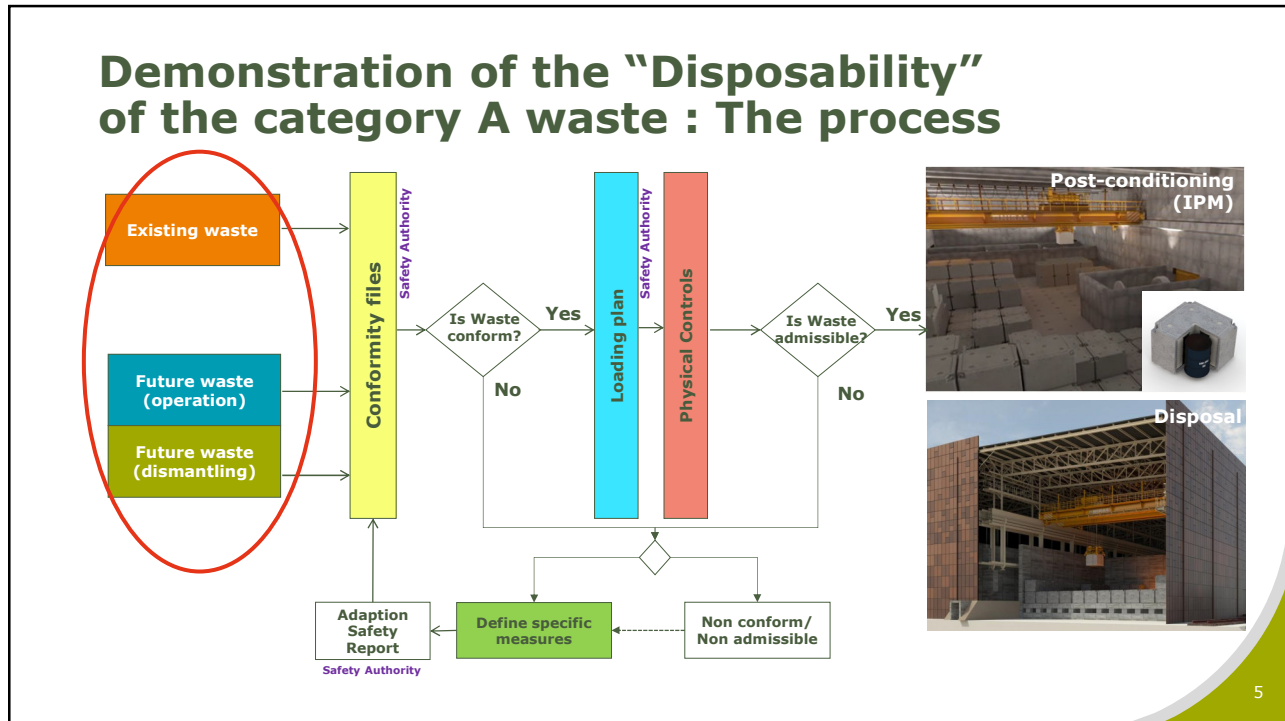 Demonstration of the “Disposability”
of the category A waste : The process
Existing waste
Future waste
(operation)
Future waste
(dismantling)
Conformity files
Safety Authority
Is Waste
conform?
Yes
No
Loading plan
Safety Authority
Physical Controls
Is Waste
admissible?
Yes
No
Post-conditioning
(IPM)
Disposal
Adaption
Safety
Report
Safety Authority
Define specific
measures
Non conform/
Non admissible
5